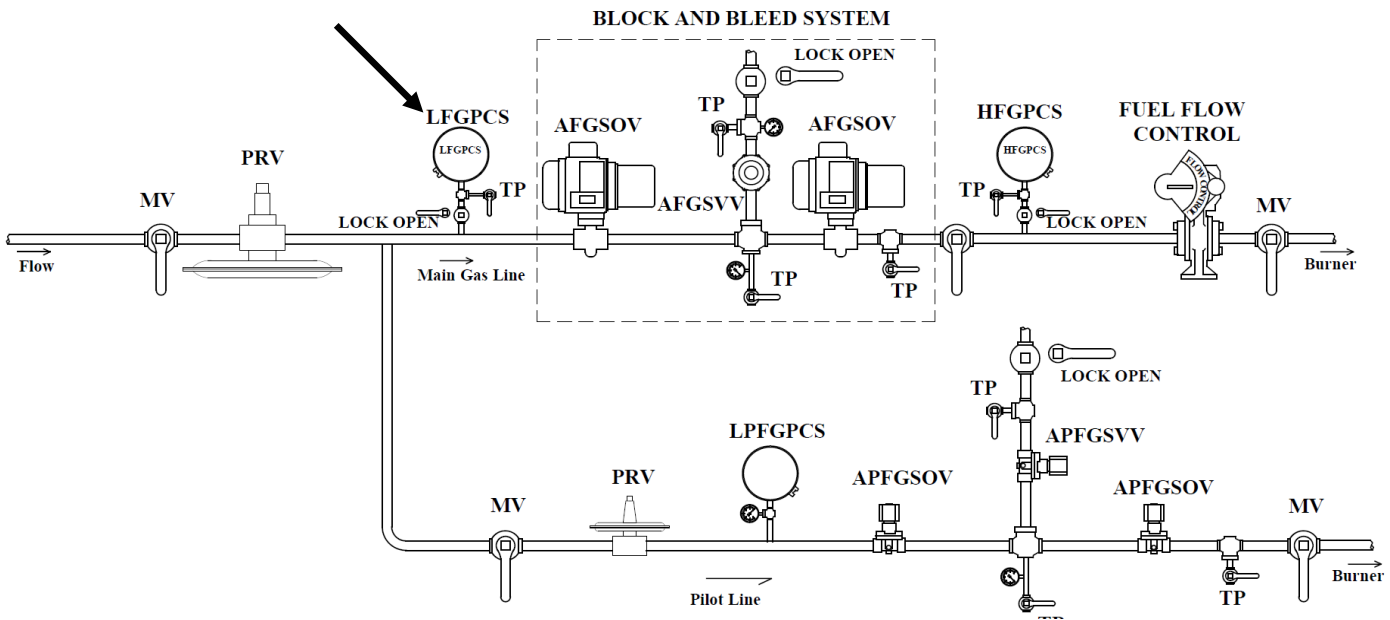 BLOCK AND BLEED SYSTEM
LOCK OPEN
LFGPCS
AFGSOV
TP
AFGSOV
HFGPCS
FUEL FLOW
CONTROL
PRV
LFGPCS
HFGPCS
FLOW CONTROL
MV
TP
LOCK OPEN
AFGSVV
TP
LOCK OPEN
MV
Flow
Main Gas Line
TP
TP
Burner
LOCK OPEN
TP
LPFGPCS
APFGSVV
PRV
APFGSOV
APFGSOV
MV
MV
Pilot Line
Burner
TP
TP